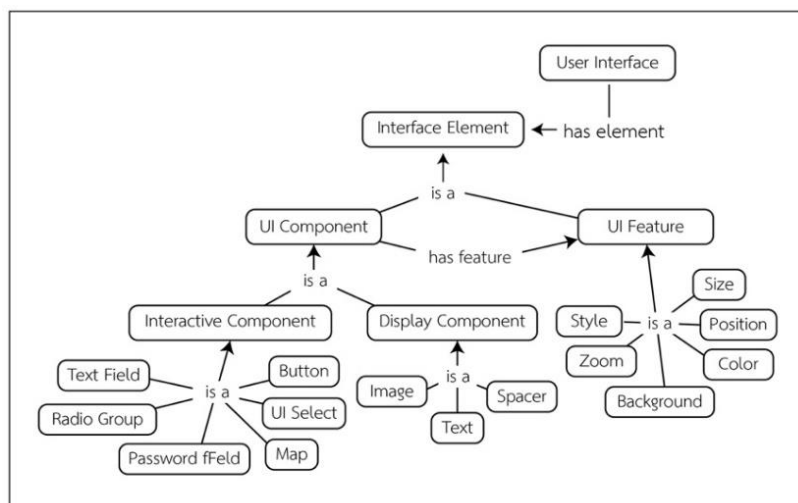 User Interface
Interface Element
has element
is a
UI Component
UI Feature
has feature
is a
Size
Interactive Component
Display Component
Style
is a
Position
Zoom
Color
Text Field
Button
is a
Image
is a
Spacer
Background
Radio Group
UI Select
Text
Password fFeld
Map